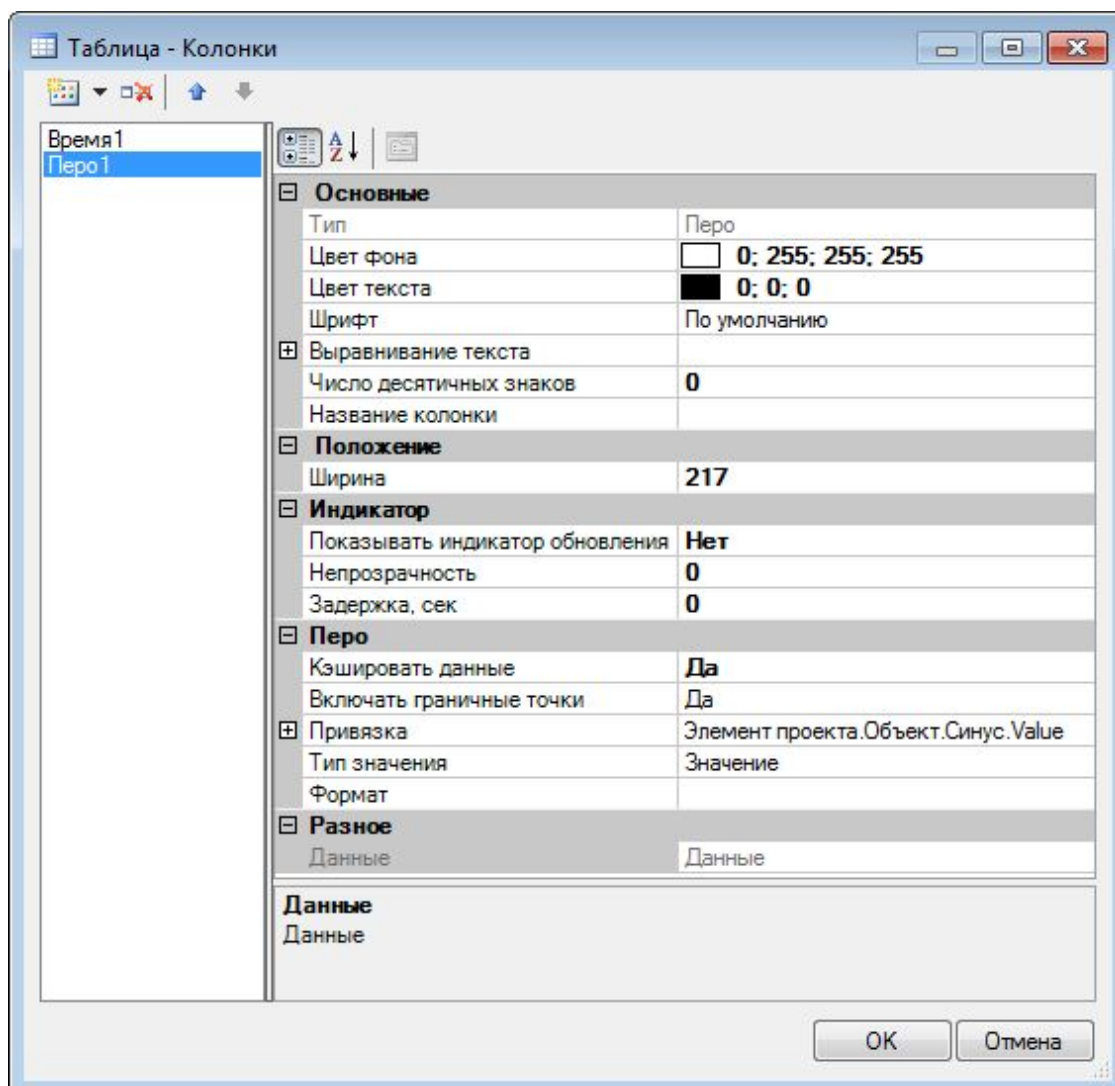 Таблица - Колонки
Время1
Перо1
Основные
Тип Перо
Цвет фона 0; 255; 255; 255
Цвет текста 0; 0; 0
Шрифт По умолчанию
Выравнивание текста
Число десятичных знаков 0
Название колонки
Положение
Ширина 217
Индикатор
Показывать индикатор обновления Нет
Непрозрачность 0
Задержка, сек 0
Перо
Кэшировать данные Да
Включать граничные точки Да
Привязка Элемент проекта.Объект.Синус.Value
Тип значения Значение
Формат
Разное
Данные Данные
Данные
Данные
OK Отмена